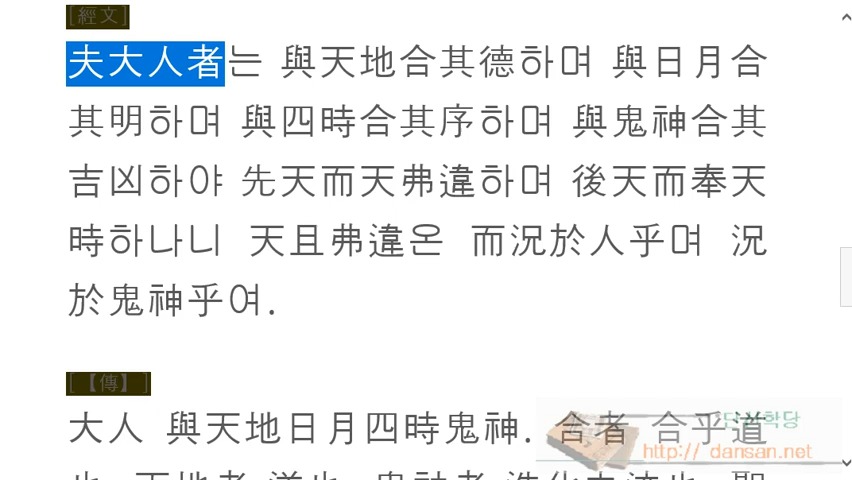 [經文]
夫大人者는 與天地合其德하며 與日月合
其明하며 與四時合其序하며 與鬼神合其
吉凶하야 先天而天弗違하며 後天而奉天
時하나니 天且弗違온 而況於人乎며 況
於鬼神乎여.
[【傳】]
大人 與天地日月四時鬼神. 合者 合乎道
http:// dansan.net